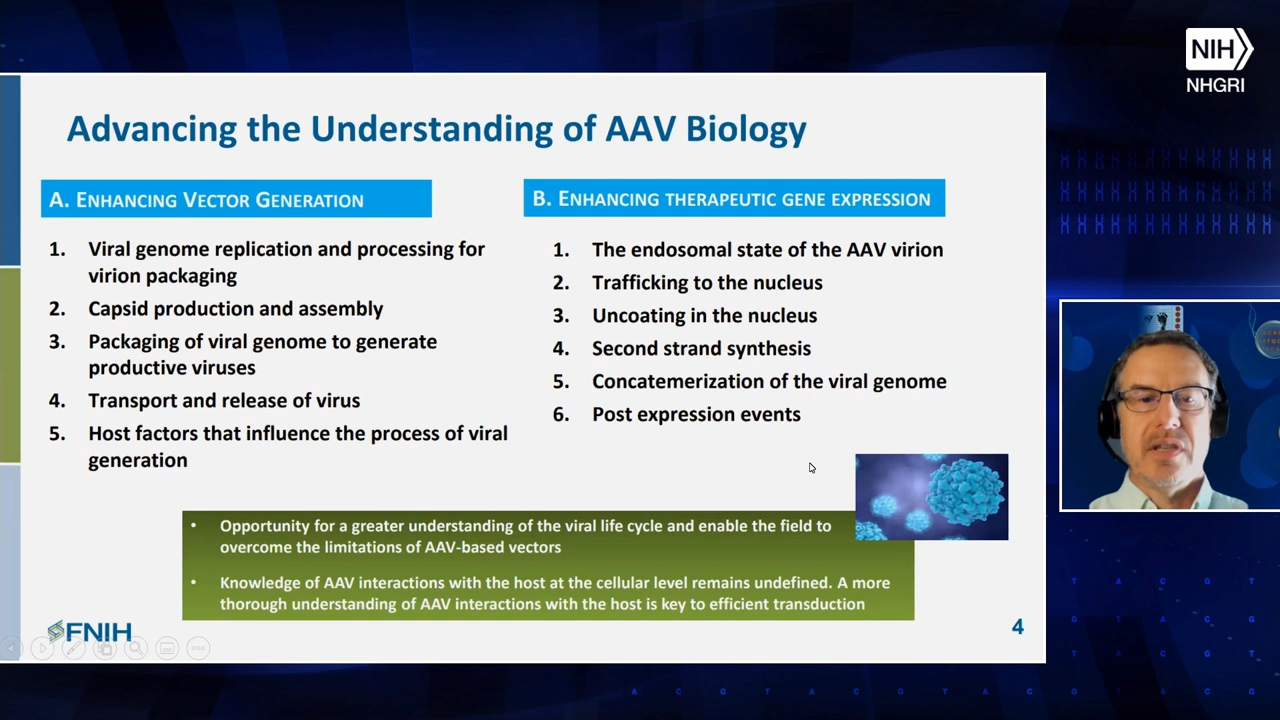 NIH
NHGRI
Advancing the Understanding of AAV Biology
A. ENHANCING VECTOR GENERATION
1. Viral genome replication and processing for
virion packaging
2. Capsid production and assembly
3. Packaging of viral genome to generate
productive viruses
4. Transport and release of virus
5. Host factors that influence the process of viral
generation
B. ENHANCING THERAPEUTIC GENE EXPRESSION
1. The endosomal state of the AAV virion
2. Trafficking to the nucleus
3. Uncoating in the nucleus
4. Second strand synthesis
5. Concatemerization of the viral genome
6. Post expression events
• Opportunity for a greater understanding of the viral life cycle and enable the field to
overcome the limitations of AAV-based vectors
• Knowledge of AAV interactions with the host at the cellular level remains undefined. A more
thorough understanding of AAV interactions with the host is key to efficient transduction
FNIH
4